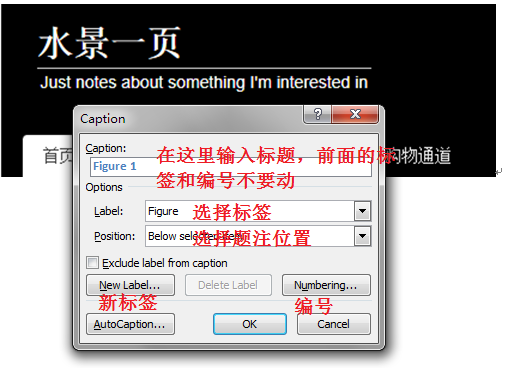 水景一页
Just notes about something I'm interested in
Caption
首页
购物通道
Caption:
Figure 1
在这里输入标题，前面的标
签和编号不要动
Options
Label:
Figure
选择标签
Position:
Below selected item
选择题注位置
Exclude label from caption
New Label...
Delete Label
Numbering...
新标签
编号
AutoCaption...
OK
Cancel